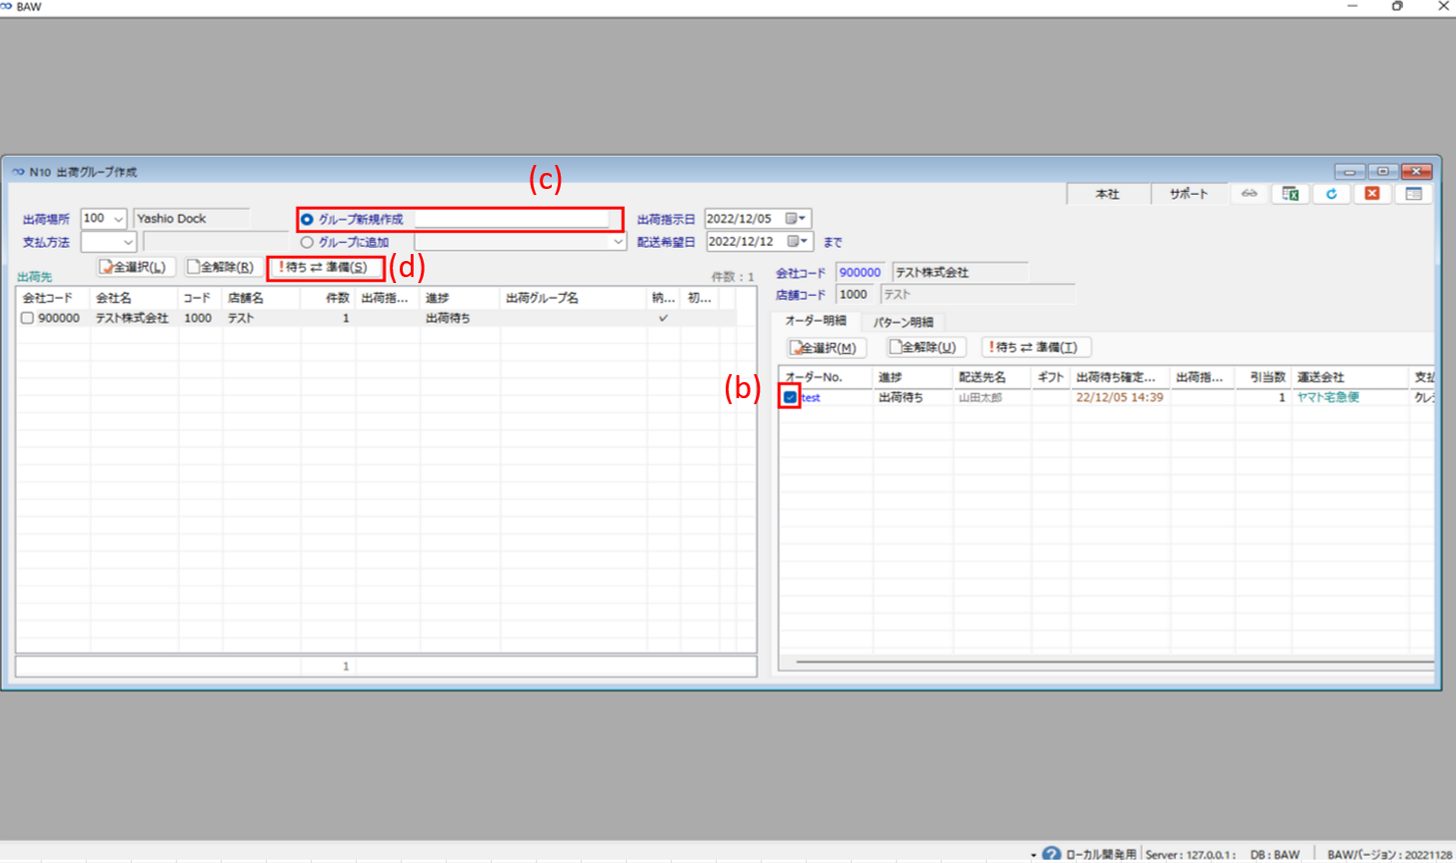 BAW
N10 出荷グループ作成
(c)
本社 サポート
出荷場所 100 Yashio Dock グループ新規作成 出荷指示日 2022/12/05
支払方法 グループに追加 配送希望日 2022/12/12 まで
全選択(L) 全解除(R) !待ち ⇄ 準備(S) (d)
出荷先 件数 : 1
会社コード 900000 テスト株式会社
店舗コード 1000 テスト
会社コード 会社名 コード 店舗名 件数 出荷指... 進捗 出荷グループ名 納... 初...
900000 テスト株式会社 1000 テスト 1 出荷待ち ✓
オーダー明細 パターン明細
全選択(M) 全解除(U) !待ち ⇄ 準備(T)
オーダーNo. 進捗 配送先名 ギフト 出荷待ち確定... 出荷指... 引当数 運送会社 支払
(b)
test 出荷待ち 山田太郎 22/12/05 14:39 1 ヤマト宅急便 クレ
1
ローカル開発用 Server : 127.0.0.1 : DB : BAW BAWバージョン : 20221128